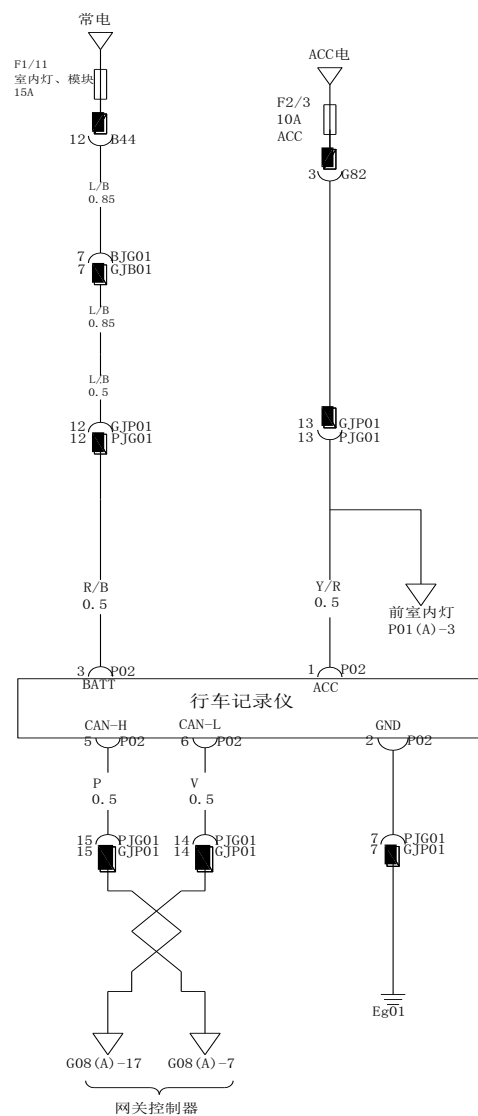 常电
F1/11
室内灯、模块
15A
12 B44
L/B
0.85
7 BJG01
7 GJB01
L/B
0.85
L/B
0.5
12 GJP01
12 PJG01
R/B
0.5
3 P02
BATT
ACC电
F2/3
10A
ACC
3 G82
13 GJP01
13 PJG01
Y/R
0.5
前室内灯
P01(A)-3
1 P02
ACC
行车记录仪
CAN-H
5 P02
CAN-L
6 P02
GND
2 P02
P
0.5
V
0.5
15 PJG01
15 GJP01
14 PJG01
14 GJP01
7 PJG01
7 GJP01
Eg01
G08(A)-17
G08(A)-7
网关控制器